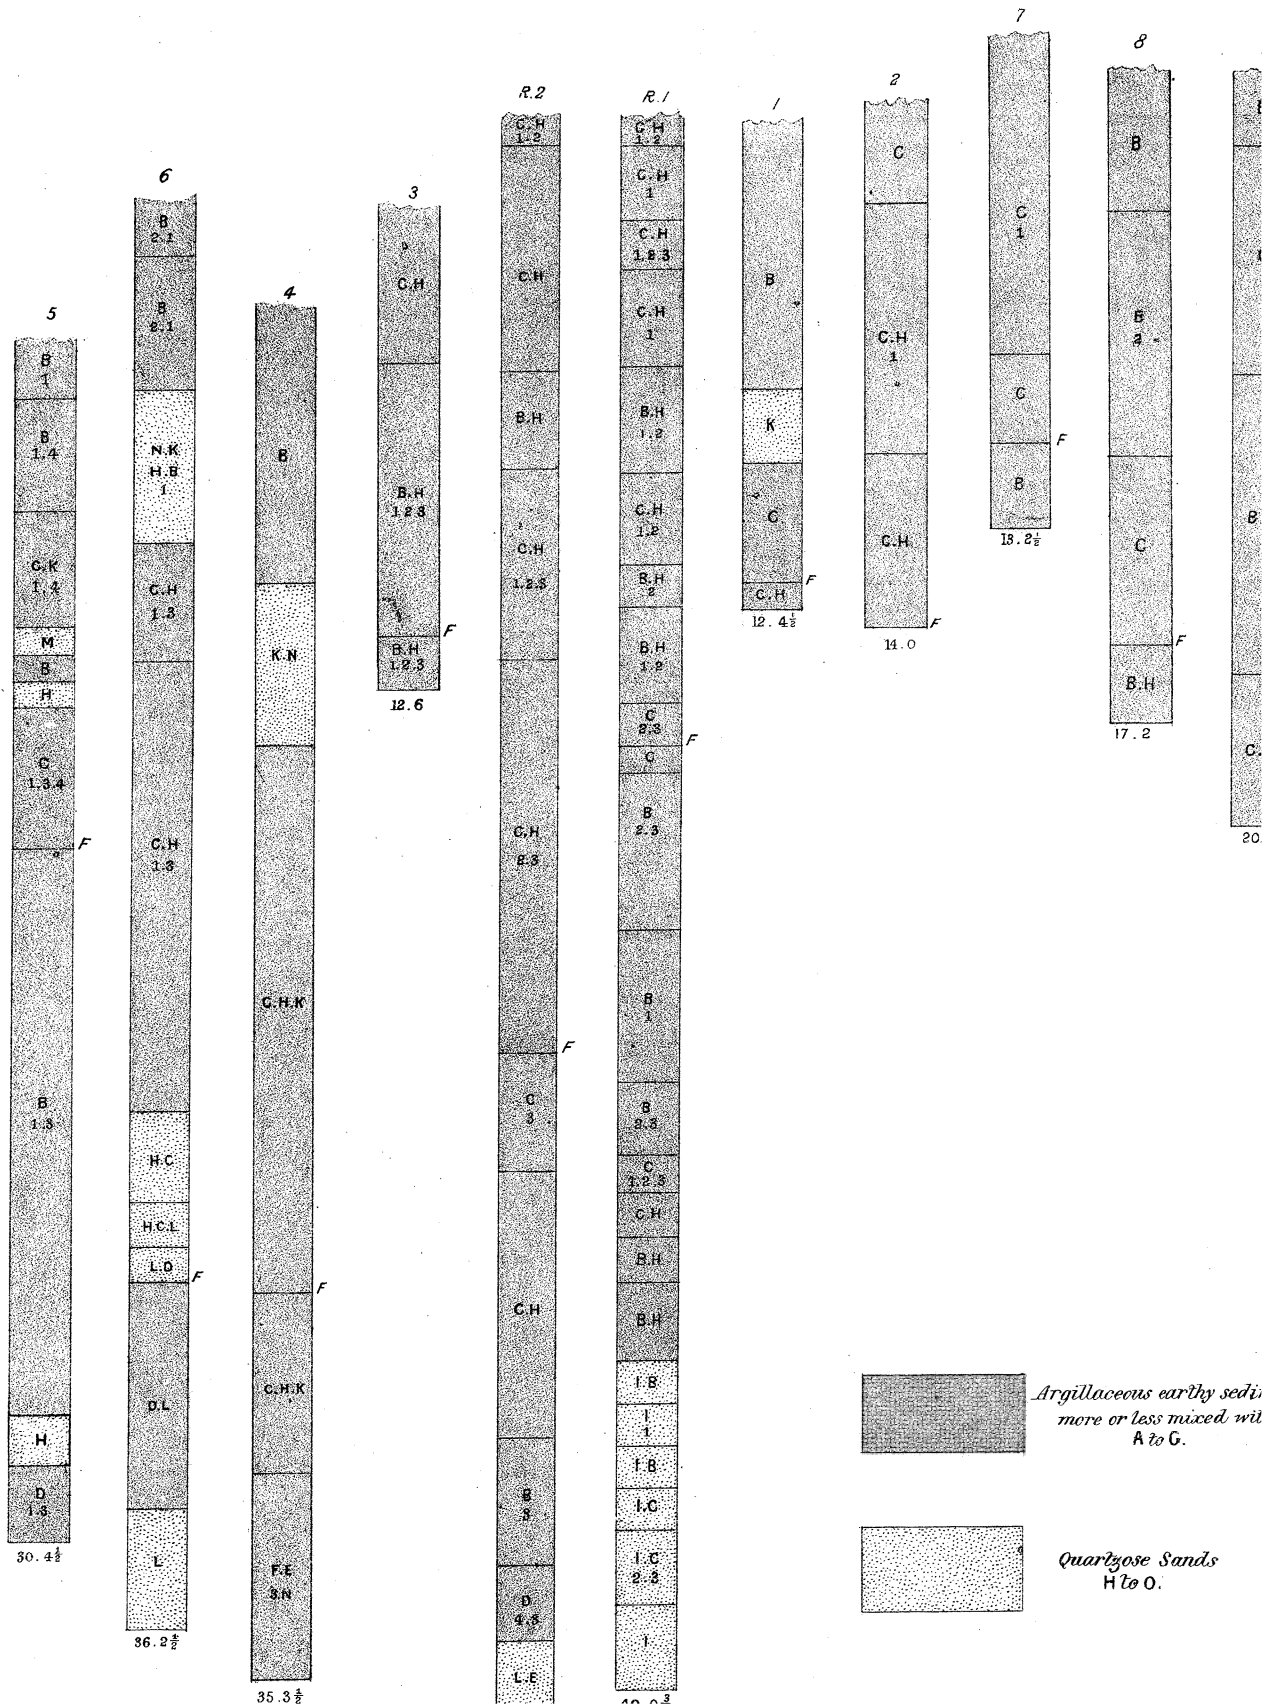 5
B
1
B
1.4
C.K
1.4
M
B
H
C
1.3.4
F
B
1.3
H
D
1.3
30.4½
6
B
2.1
B
2.1
N.K
H.B
1
C.H
1.3
C.H
1.3
H.C
H.C.L
L.D
F
D.L
L
36.2½
4
B
K.N
C.H.K
F
C.H.K
F.E
3.N
35.3½
3
C.H
B.H
1.2.3
F
B.H
1.2.3
12.6
R.2
C.H
1.2
C.H
B.H
C.H
1.2.3
C.H
2.3
F
C
3
C.H
B
3
D
4.3
L.E
R.1
C.H
1.2
C.H
1
C.H
1.2.3
C.H
1
B.H
1.2
C.H
1.2
B.H
2
B.H
1.2
C
2.3
F
C
B
2.3
B
1
B
2.3
C
1.2.3
C.H
B.H
B.H
I.B
I
1
I.B
I.C
I.C
2.3
I
1
B
K
C
F
C.H
12.4½
2
C
C.H
1
C.H
F
14.0
7
C
1
C
F
B
13.2½
8
B
B
2
C
F
B.H
17.2
B
C.
20.
Argillaceous earthy sedi
more or less mixed wit
A to G.
Quartzose Sands
H to O.